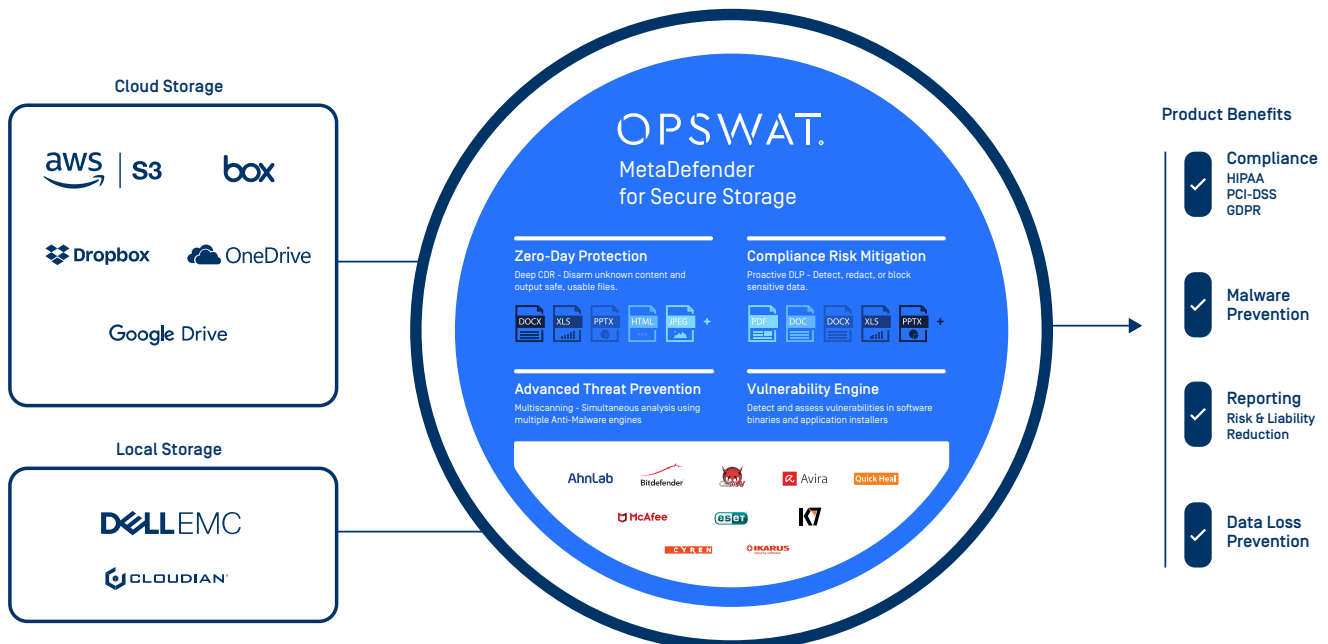 Cloud Storage
aws S3
box
Dropbox
OneDrive
Google Drive
Local Storage
DELLEMC
CLOUDIAN
OPSWAT.
MetaDefender
for Secure Storage
Zero-Day Protection
Deep CDR - Disarm unknown content and
output safe, usable files.
DOCX XLS PPTX HTML JPEG +
Compliance Risk Mitigation
Proactive DLP - Detect, redact, or block
sensitive data.
PDF DOC DOCX XLS PPTX +
Advanced Threat Prevention
Multiscanning - Simultaneous analysis using
multiple Anti-Malware engines
Vulnerability Engine
Detect and assess vulnerabilities in software
binaries and application installers
AhnLab
Bitdefender
Avira
Quick Heal
McAfee
eseT
K7
CYREN
IKARUS
security software
Product Benefits
Compliance
HIPAA
PCI-DSS
GDPR
Malware
Prevention
Reporting
Risk & Liability
Reduction
Data Loss
Prevention